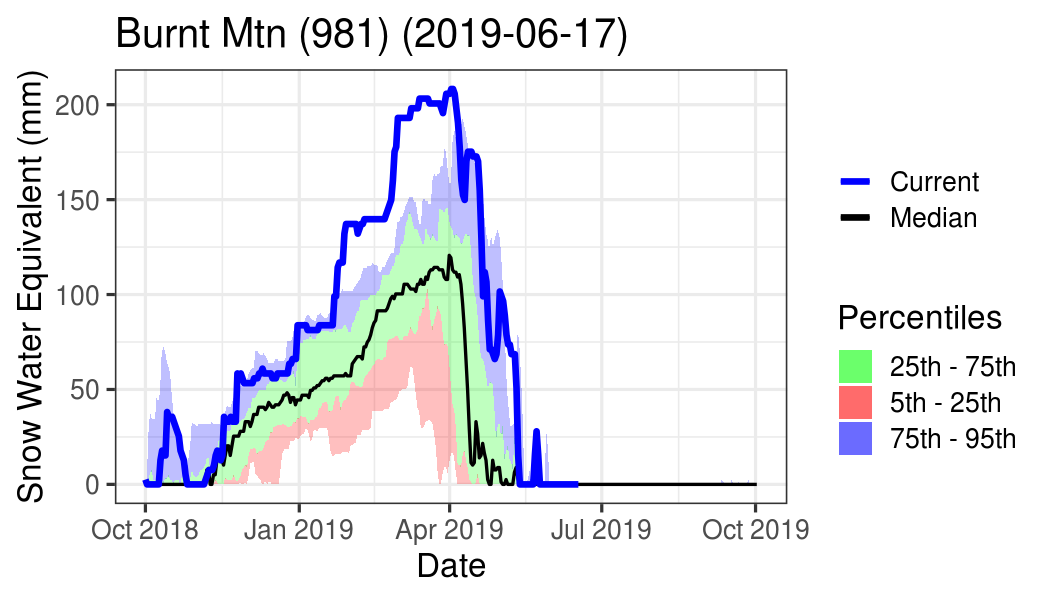 Burnt Mtn (981) (2019-06-17)
Snow Water Equivalent (mm)
200
150
100
50
0
Oct 2018
Jan 2019
Apr 2019
Jul 2019
Oct 2019
Date
Current
Median
Percentiles
25th - 75th
5th - 25th
75th - 95th